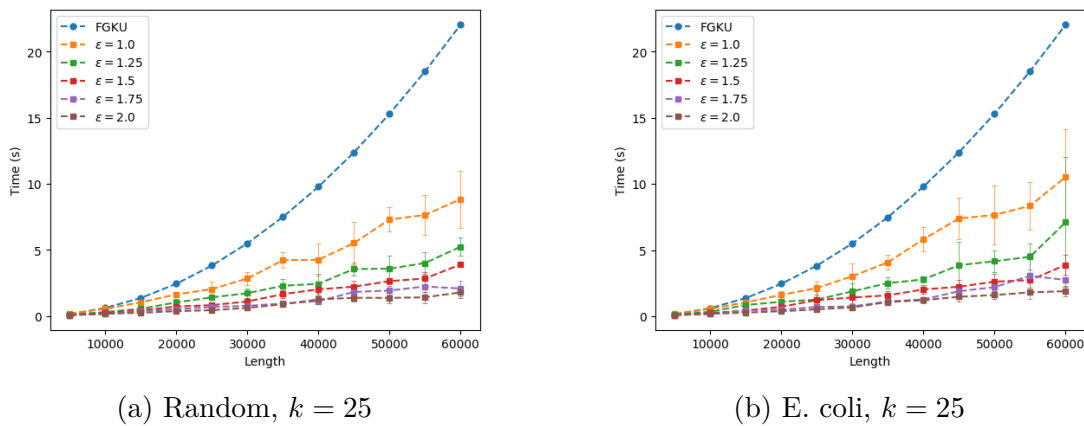 FGKU
ε = 1.0
ε = 1.25
ε = 1.5
ε = 1.75
ε = 2.0
20
15
10
5
0
Time (s)
10000 20000 30000 40000 50000 60000
Length
(a) Random, k = 25
FGKU
ε = 1.0
ε = 1.25
ε = 1.5
ε = 1.75
ε = 2.0
20
15
10
5
0
Time (s)
10000 20000 30000 40000 50000 60000
Length
(b) E. coli, k = 25